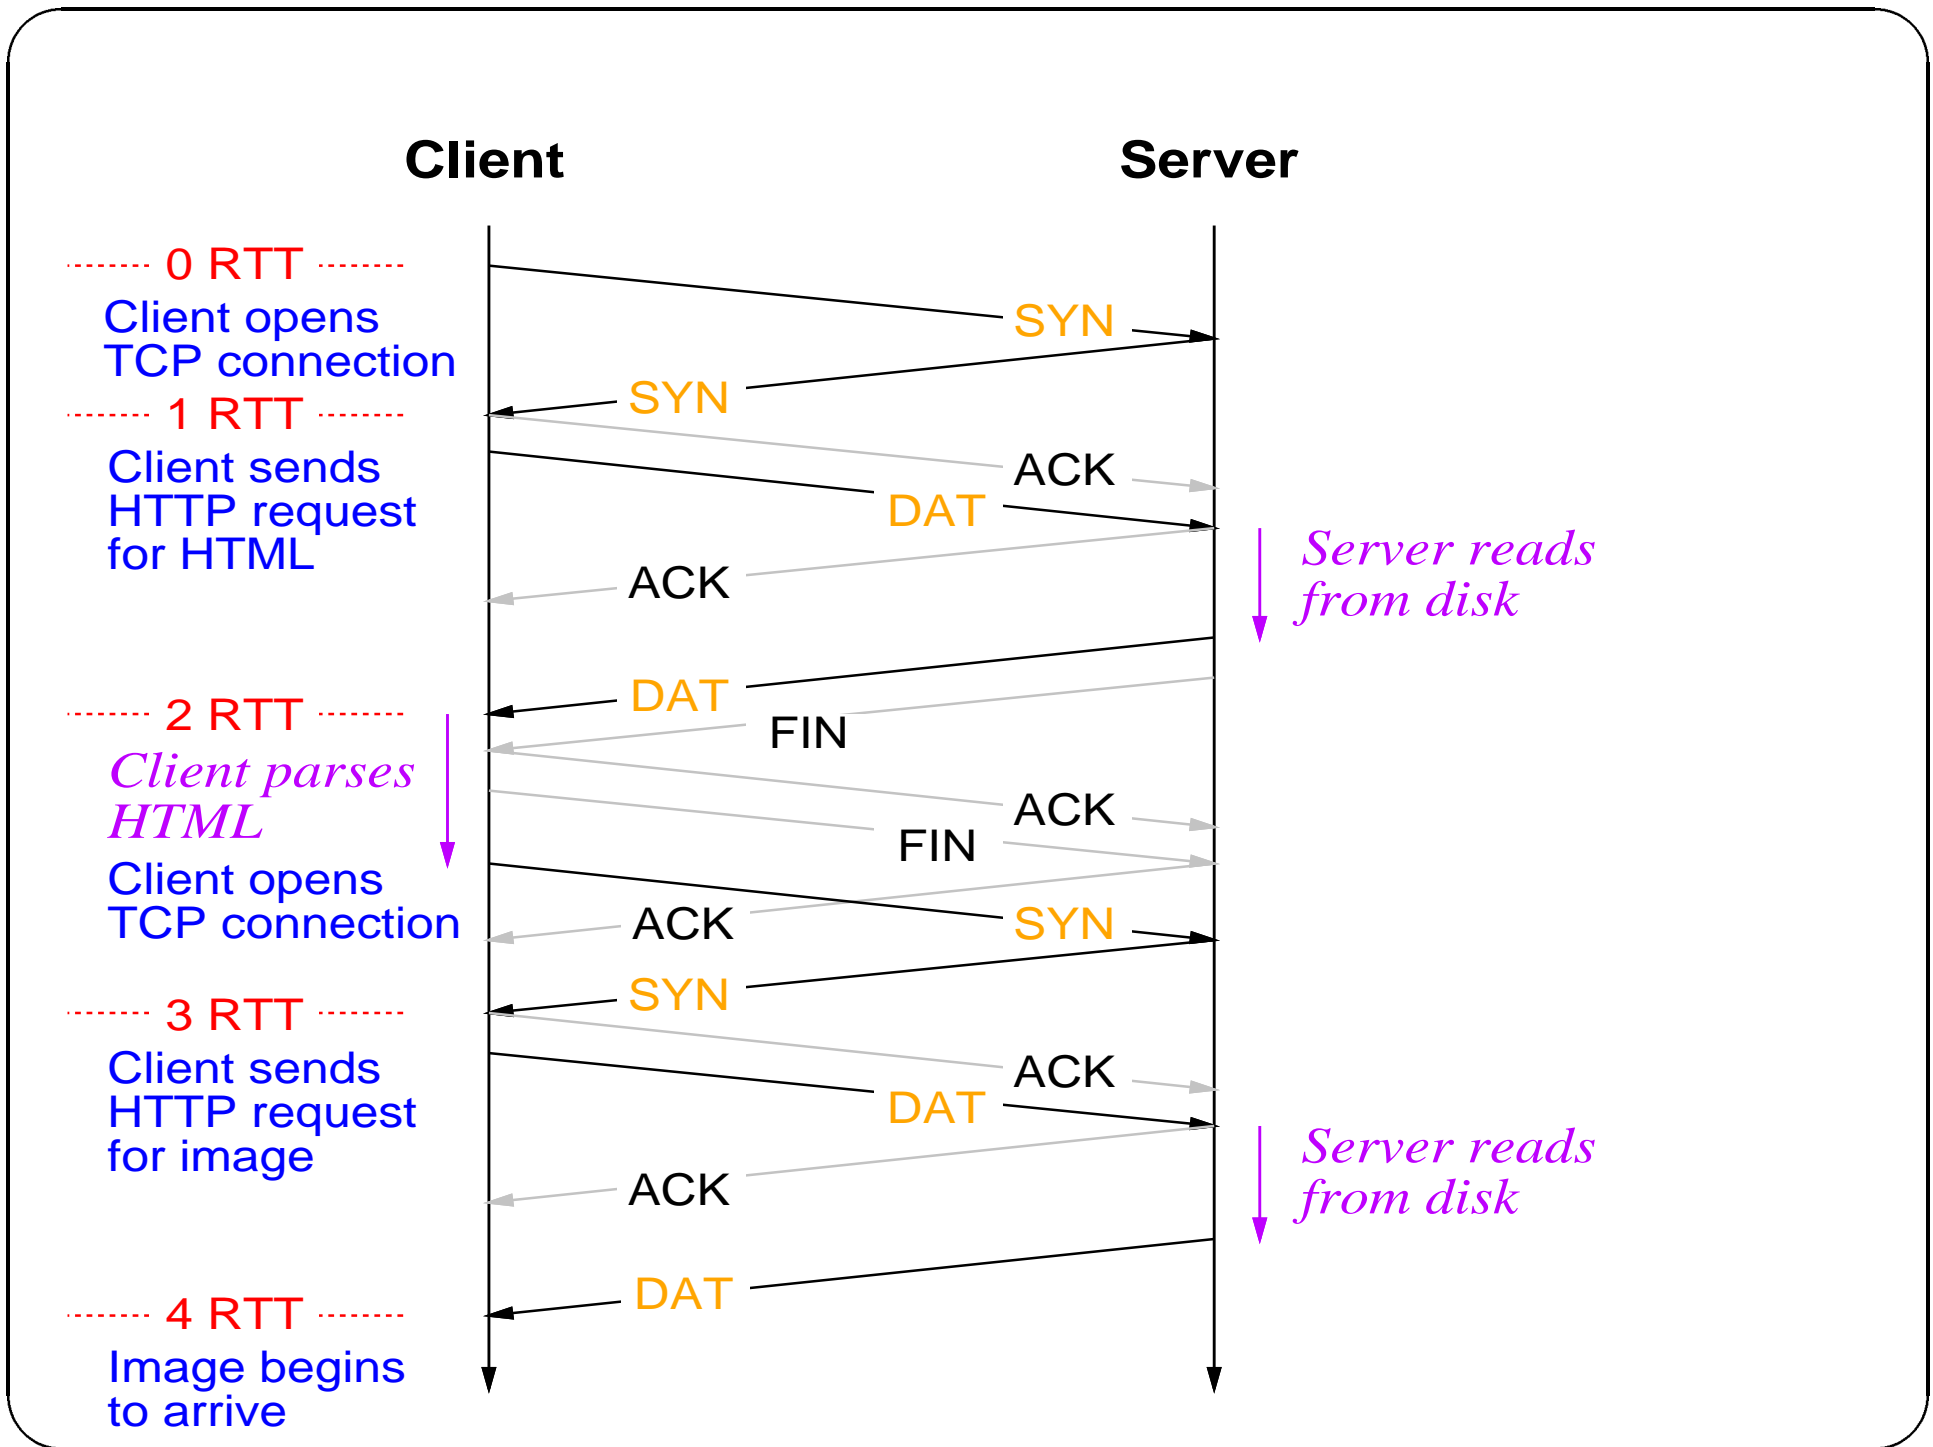 Client
Server
0 RTT
Client opens
TCP connection
SYN
SYN
1 RTT
Client sends
HTTP request
for HTML
ACK
DAT
ACK
Server reads
from disk
DAT
2 RTT
FIN
Client parses
HTML
ACK
FIN
Client opens
TCP connection
ACK
SYN
SYN
3 RTT
Client sends
HTTP request
for image
ACK
DAT
ACK
Server reads
from disk
DAT
4 RTT
Image begins
to arrive